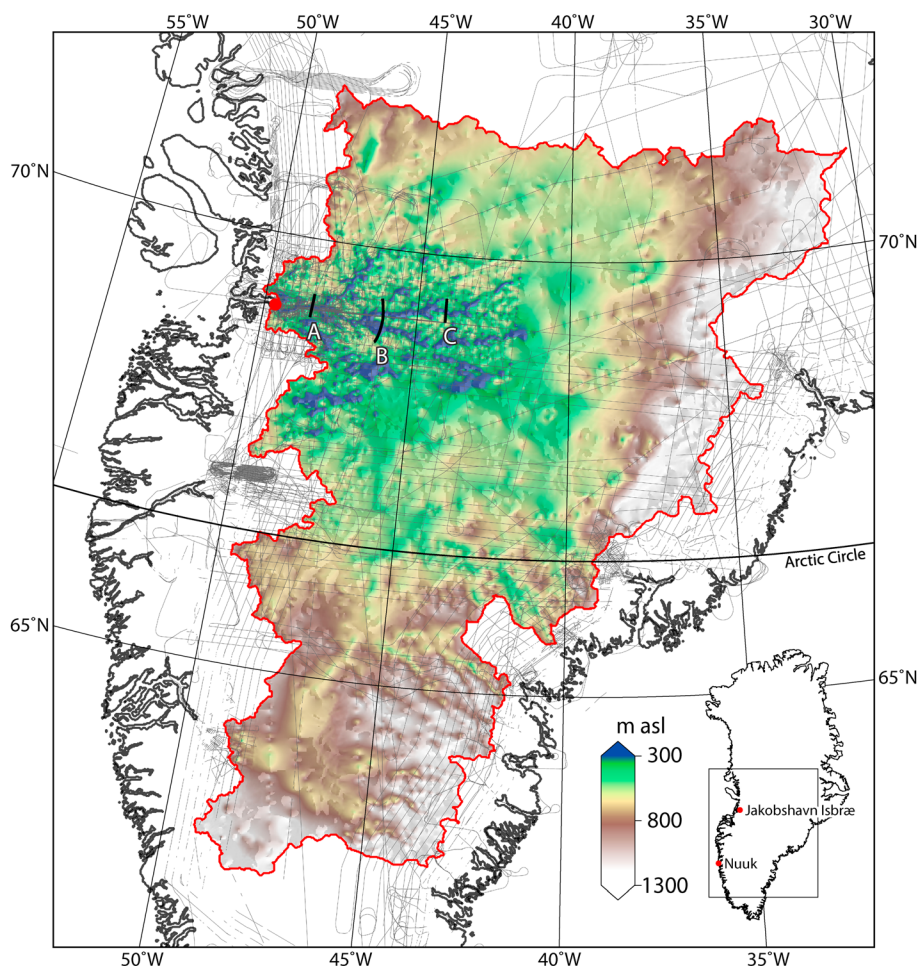 55˚W 50˚W 45˚W 40˚W 35˚W 30˚W
70˚N
70˚N
A
B
C
Arctic Circle
65˚N
65˚N
m asl
300
800
1300
Jakobshavn Isbræ
Nuuk
50˚W 45˚W 40˚W 35˚W